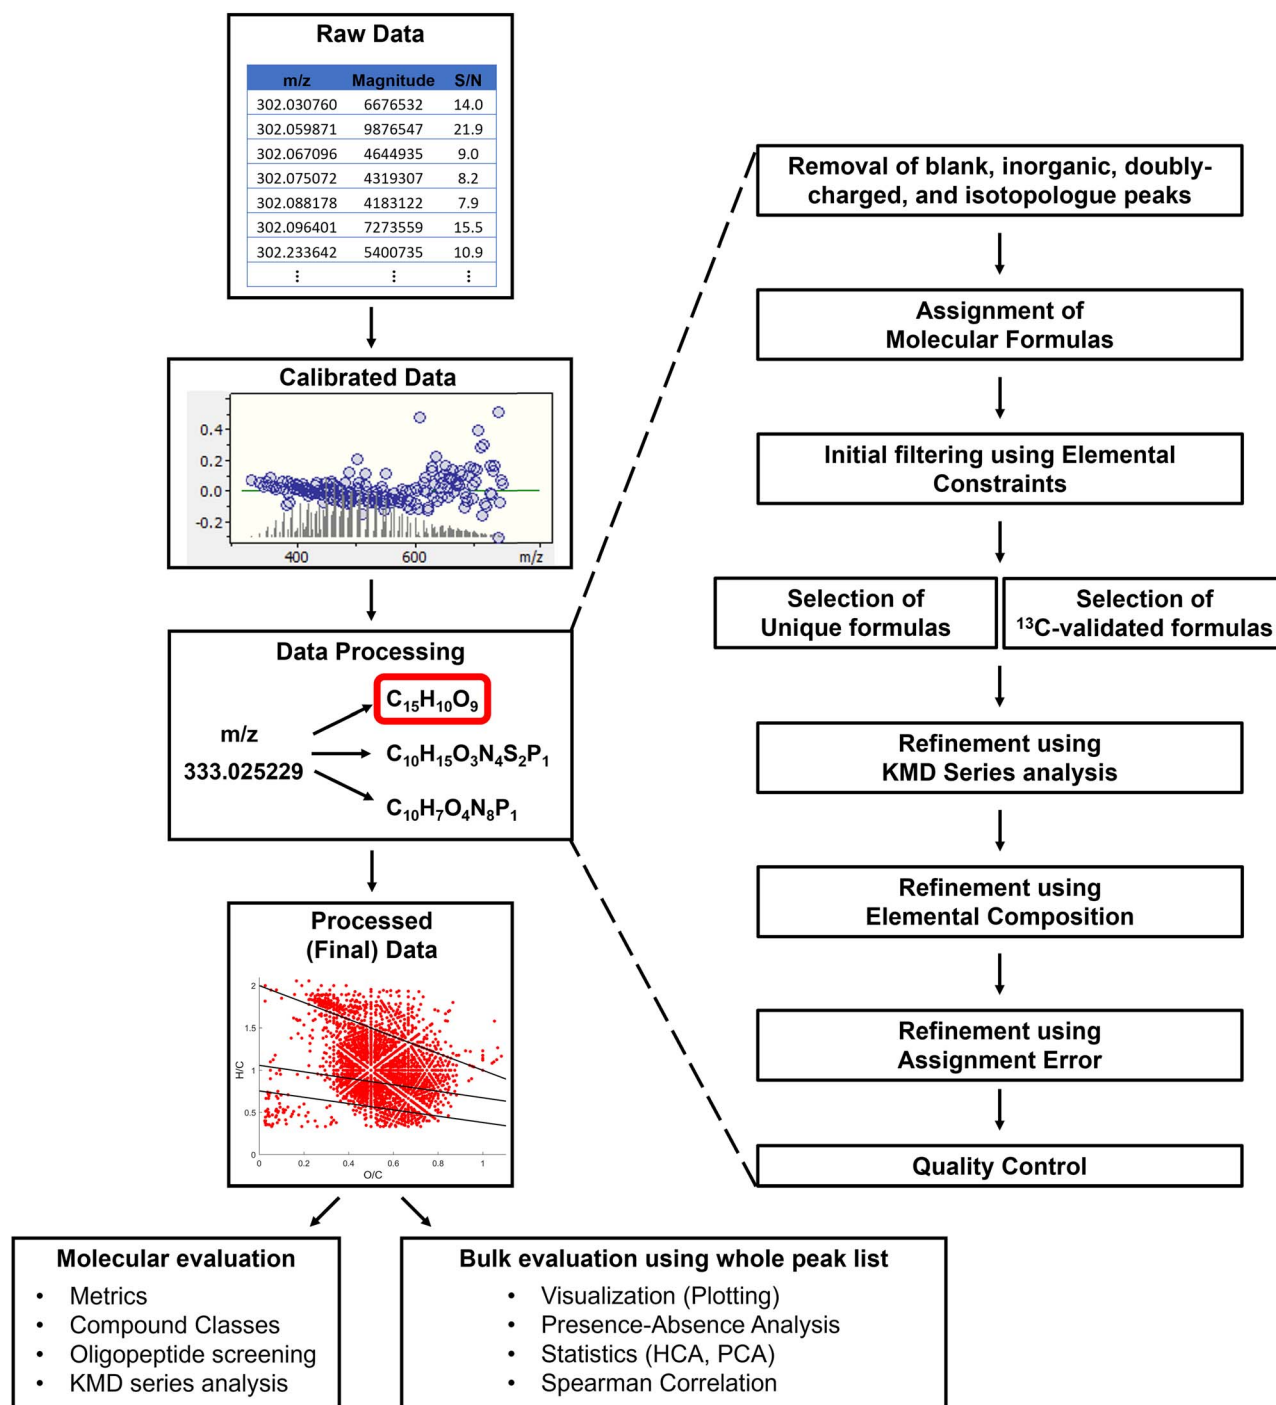 Raw Data
m/z Magnitude S/N
302.030760 6676532 14.0
302.059871 9876547 21.9
302.067096 4644935 9.0
302.075072 4319307 8.2
302.088178 4183122 7.9
302.096401 7273559 15.5
302.233642 5400735 10.9
⋮ ⋮ ⋮
Calibrated Data
0.4
0.2
0.0
-0.2
400 600 m/z
Data Processing
m/z
333.025229
C₁₅H₁₀O₉
C₁₀H₁₅O₃N₄S₂P₁
C₁₀H₇O₄N₈P₁
Processed
(Final) Data
H/C
2
1.5
1
0.5
0
0 0.2 0.4 0.6 0.8 1
O/C
Molecular evaluation
• Metrics
• Compound Classes
• Oligopeptide screening
• KMD series analysis
Bulk evaluation using whole peak list
• Visualization (Plotting)
• Presence-Absence Analysis
• Statistics (HCA, PCA)
• Spearman Correlation
Removal of blank, inorganic, doubly-
charged, and isotopologue peaks
Assignment of
Molecular Formulas
Initial filtering using Elemental
Constraints
Selection of
Unique formulas
Selection of
¹³C-validated formulas
Refinement using
KMD Series analysis
Refinement using
Elemental Composition
Refinement using
Assignment Error
Quality Control